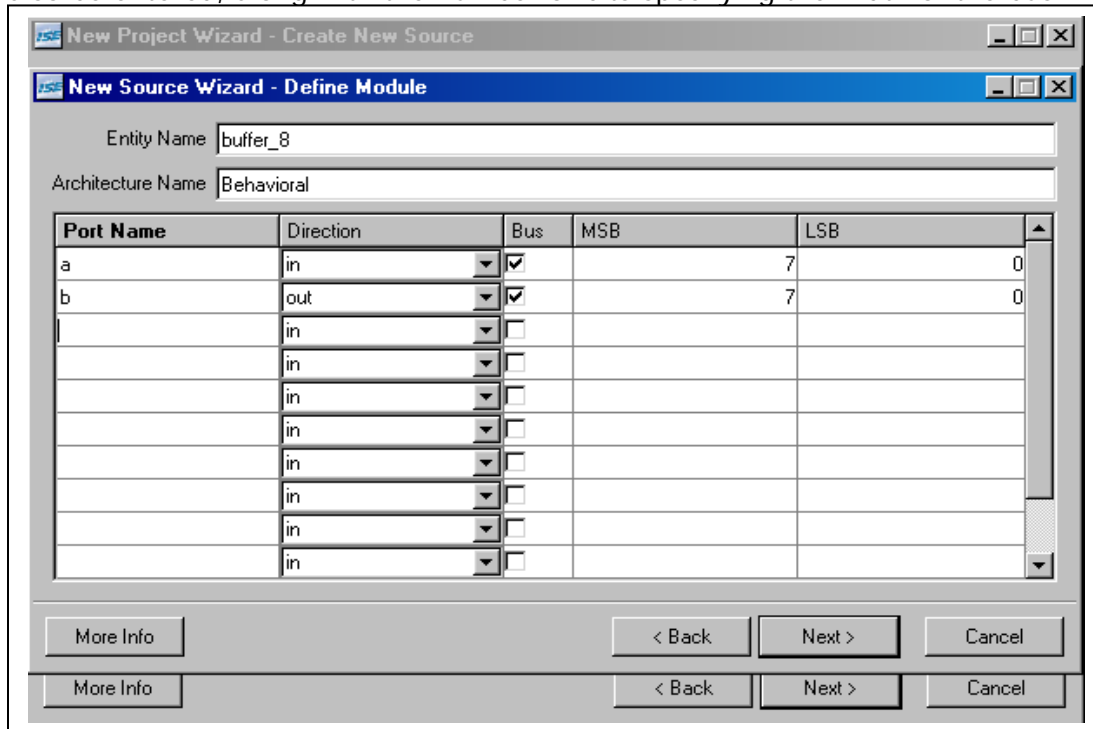 New Project Wizard - Create New Source
New Source Wizard - Define Module
Entity Name buffer_8
Architecture Name Behavioral
Port Name Direction Bus MSB LSB
a in 7 0
b out 7 0
in
in
in
in
in
in
in
in
More Info < Back Next > Cancel
More Info < Back Next > Cancel